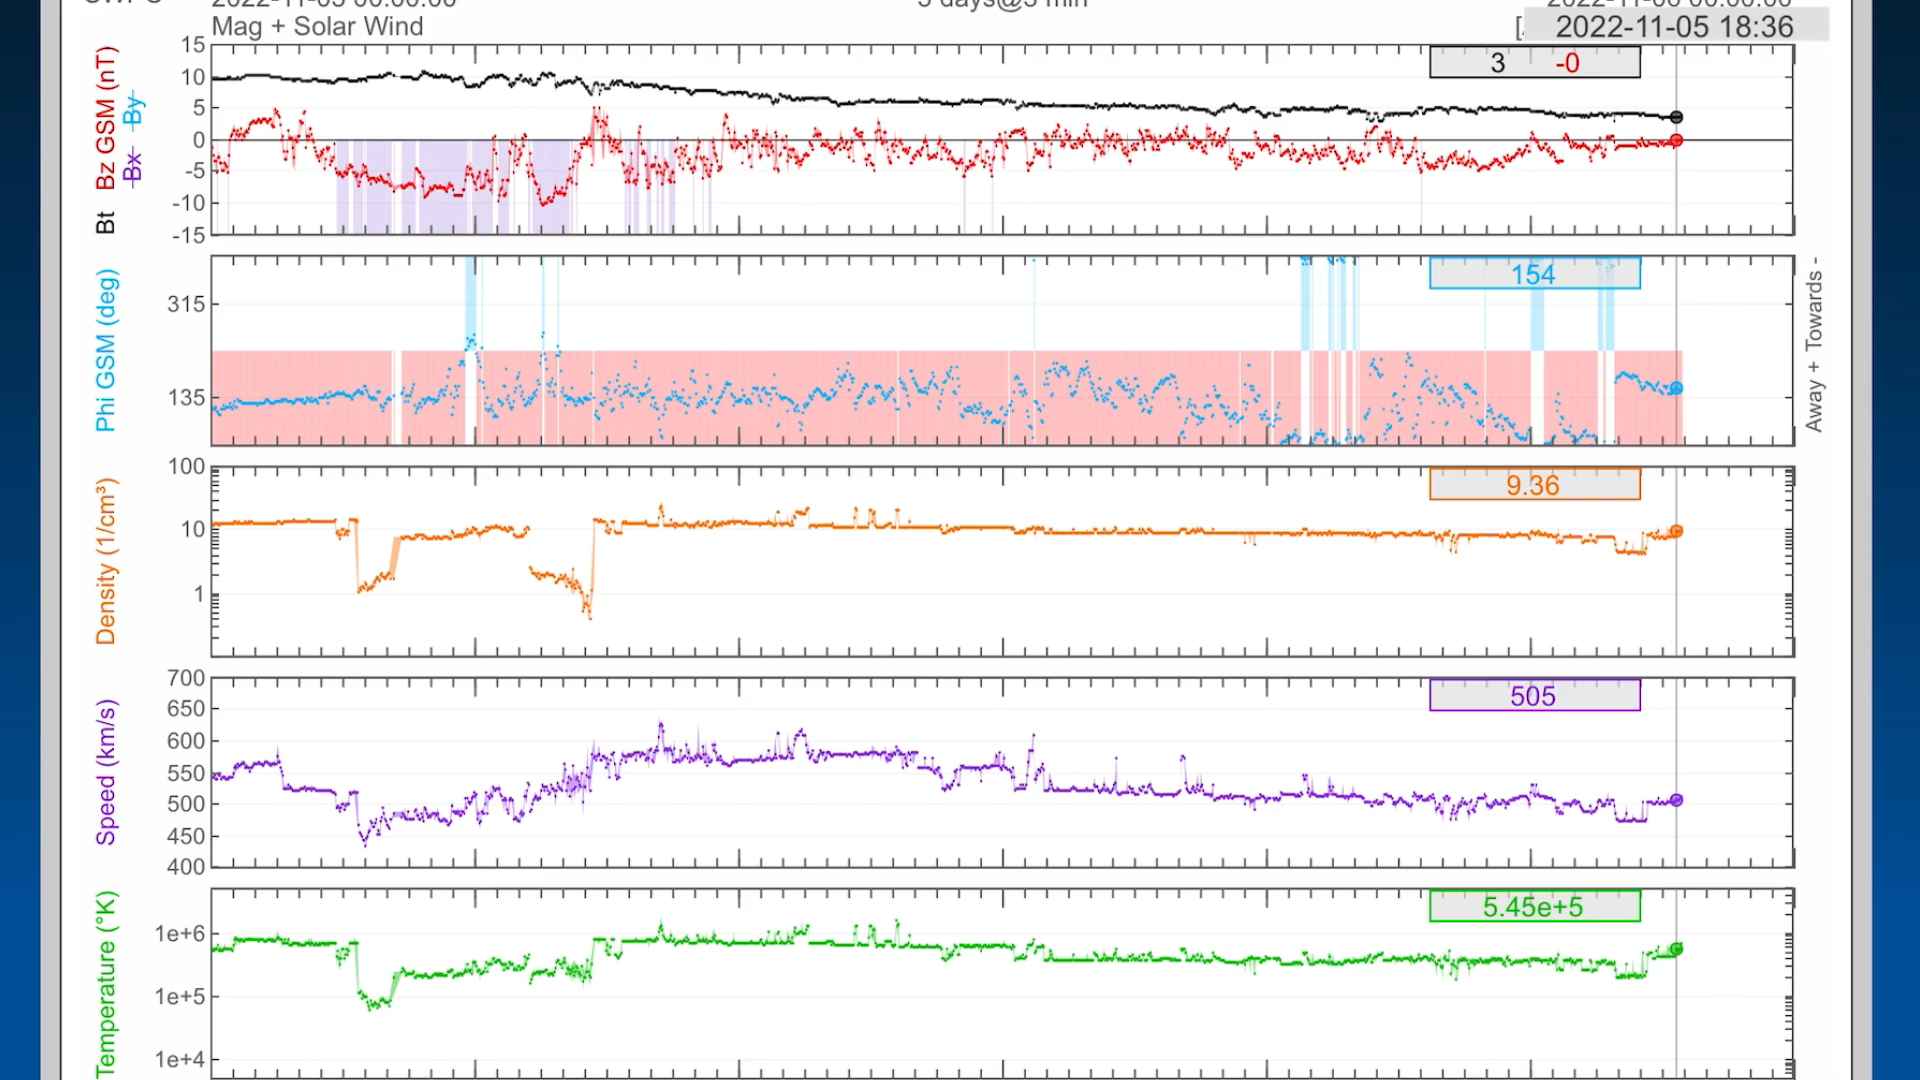 Mag + Solar Wind
2022-11-05 18:36
3 -0
15
10
5
0
-5
-10
-15
Bt Bz GSM (nT)
Bx By
154
315
135
Phi GSM (deg)
Away + Towards -
9.36
100
10
1
Density (1/cm³)
505
700
650
600
550
500
450
400
Speed (km/s)
5.45e+5
1e+6
1e+5
1e+4
Temperature (°K)